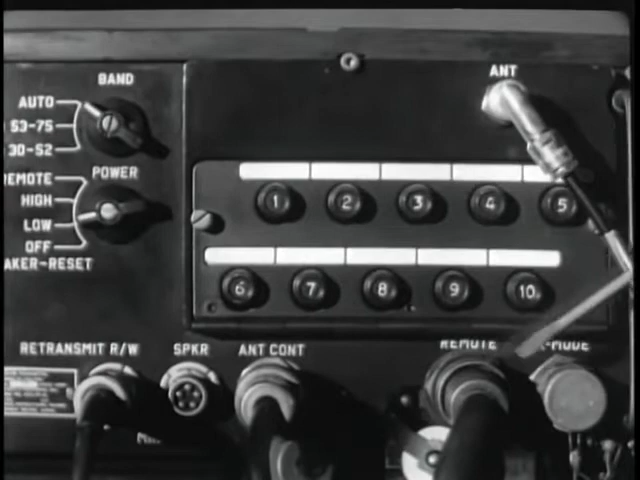 BAND
AUTO
53-75
30-52
POWER
EMOTE
HIGH
LOW
OFF
AKER-RESET
ANT
1 2 3 4 5
6 7 8 9 10
RETRANSMIT R/W
SPKR
ANT CONT
REMOTE
-MODE